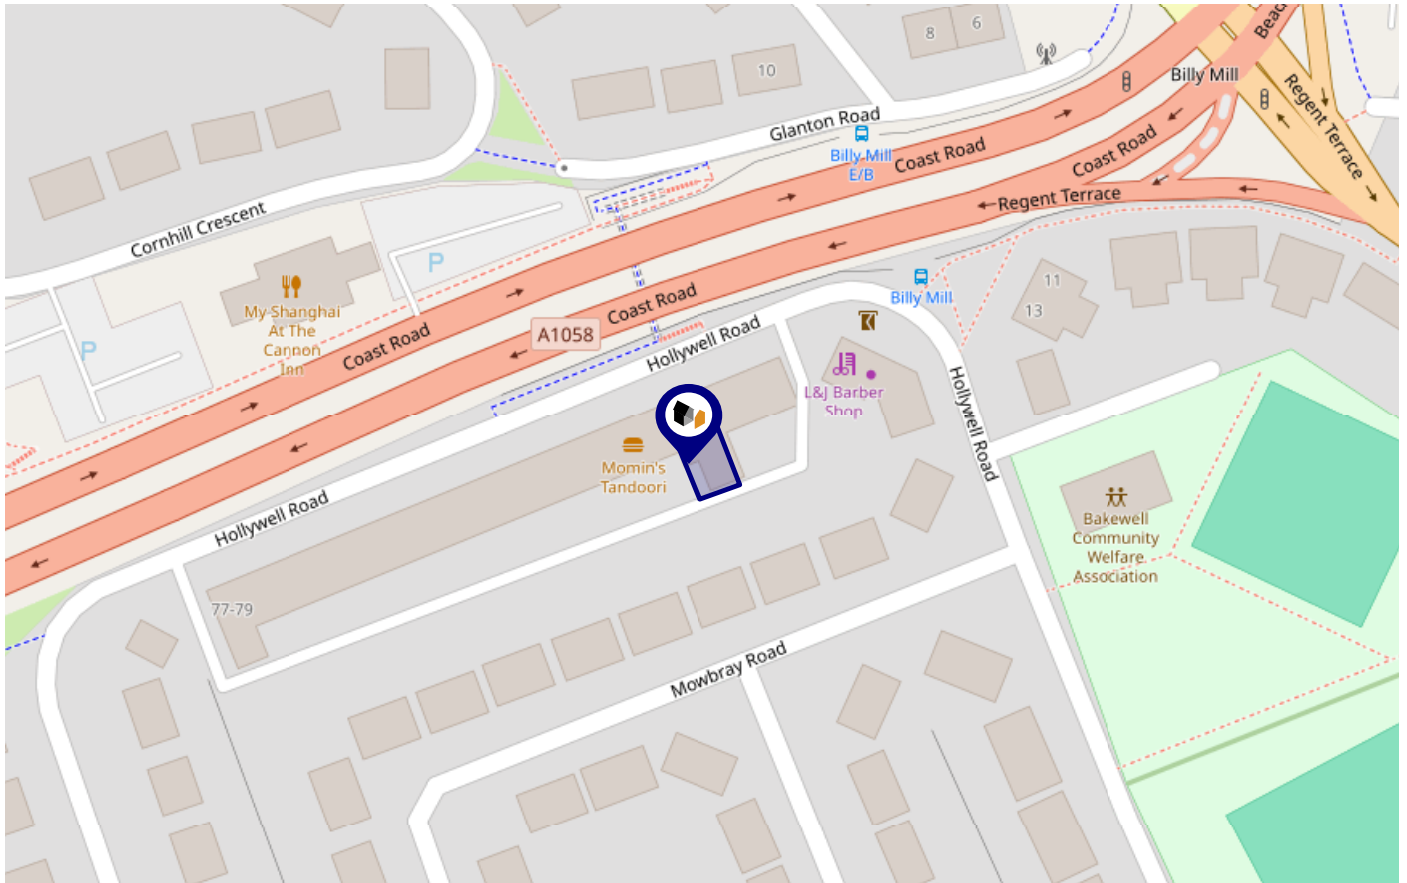 8
6
10
Beac
Billy Mill
Regent Terrace
Glanton Road
Billy Mill
E/B
Coast Road
Coast Road
Regent Terrace
Cornhill Crescent
P
My Shanghai
At The
Cannon
Inn
P
Coast Road
A1058
Coast Road
Billy Mill
11
13
Hollywell Road
L&J Barber
Shop
Hollywell Road
Momin's
Tandoori
Hollywell Road
Bakewell
Community
Welfare
Association
77-79
Mowbray Road